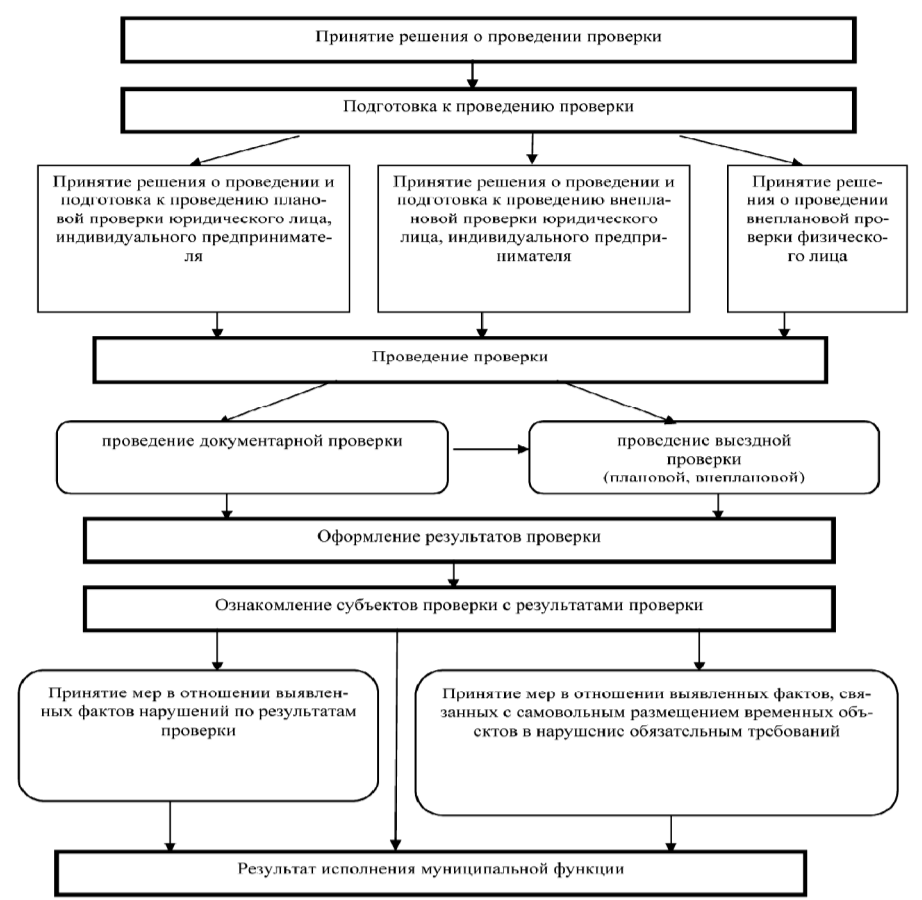 Принятие решения о проведении проверки
Подготовка к проведению проверки
Принятие решения о проведении и
подготовка к проведению плано-
вой проверки юридического лица,
индивидуального предпринимате-
ля
Принятие решения о проведении и
подготовка к проведению внепла-
новой проверки юридического
лица, индивидуального предпри-
нимателя
Принятие реше-
ния о проведении
внеплановой про-
верки физическо-
го лица
Проведение проверки
проведение документарной проверки
проведение выездной
проверки
(плановой, внеплановой)
Оформление результатов проверки
Ознакомление субъектов проверки с результатами проверки
Принятие мер в отношении выявлен-
ных фактов нарушений по результатам
проверки
Принятие мер в отношении выявленных фактов, свя-
занных с самовольным размещением временных объ-
ектов в нарушение обязательным требований
Результат исполнения муниципальной функции